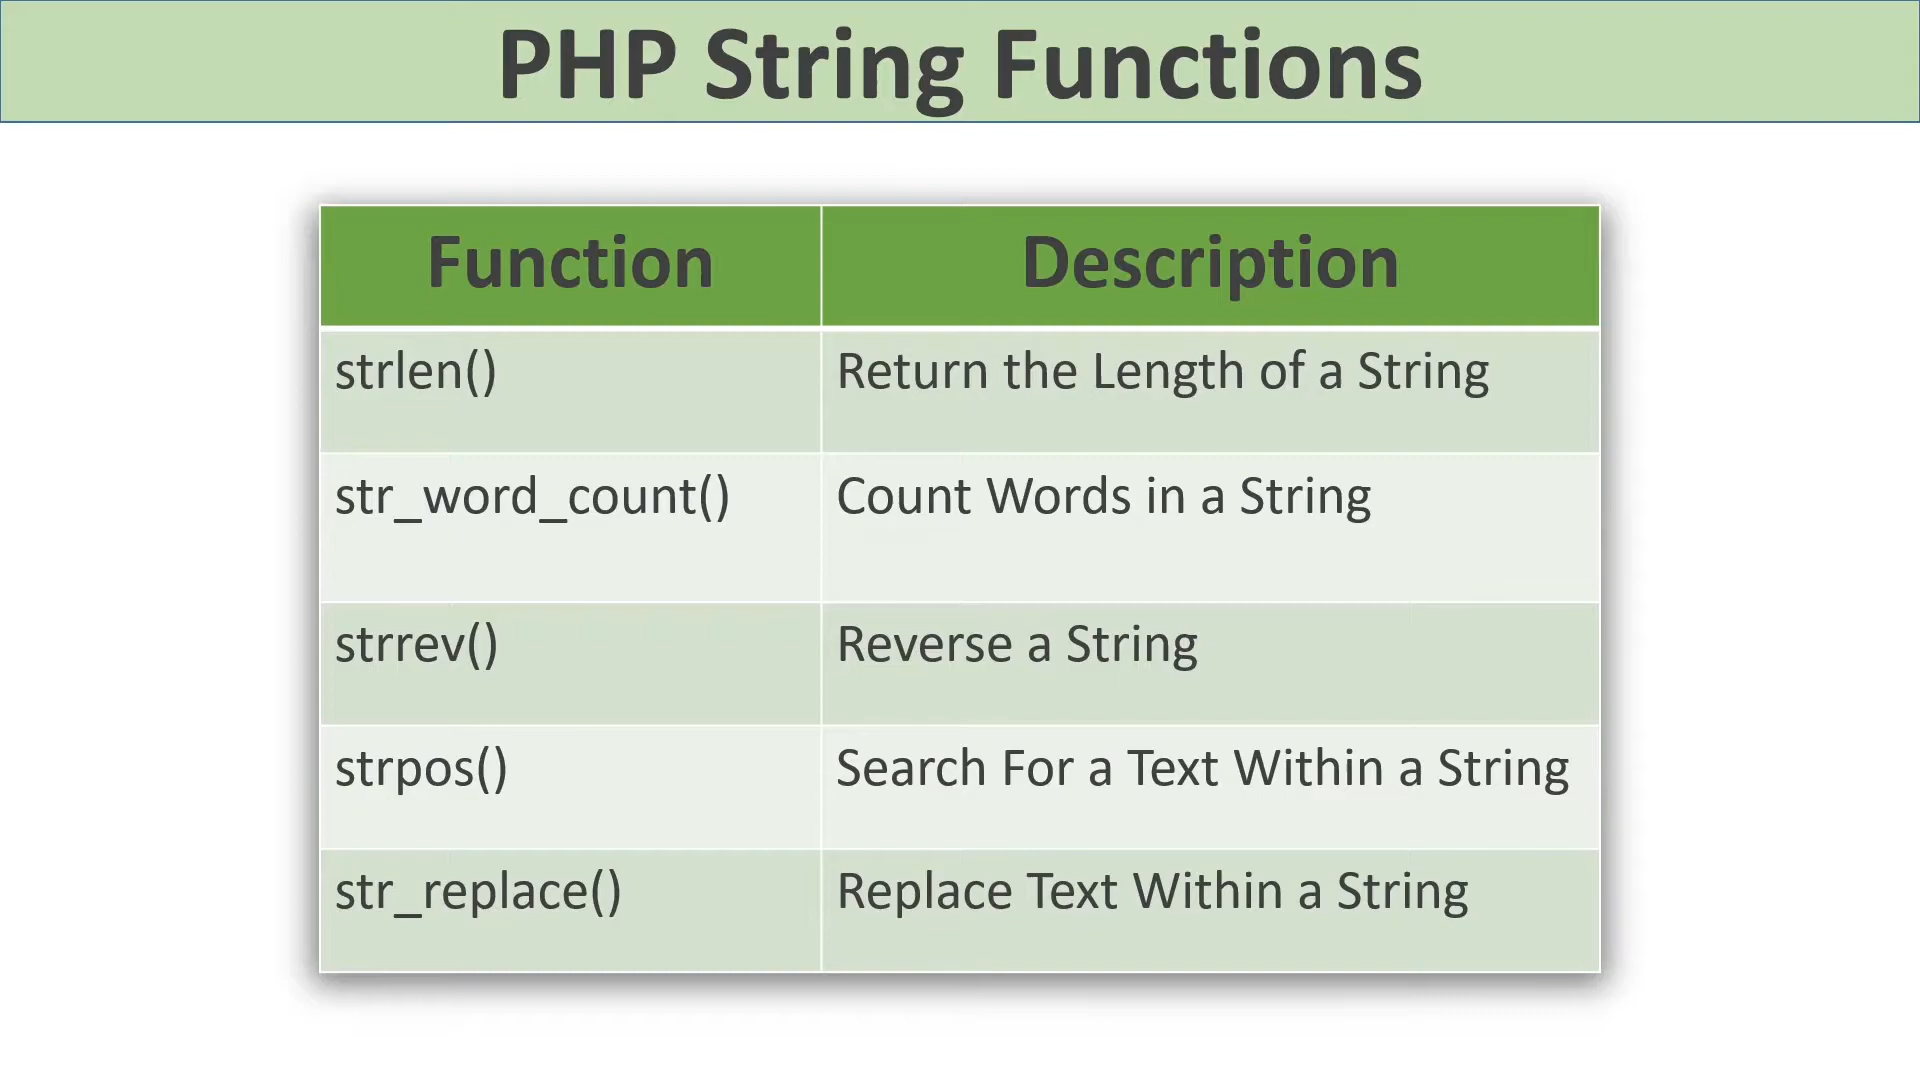 PHP String Functions
Function Description
strlen() Return the Length of a String
str_word_count() Count Words in a String
strrev() Reverse a String
strpos() Search For a Text Within a String
str_replace() Replace Text Within a String